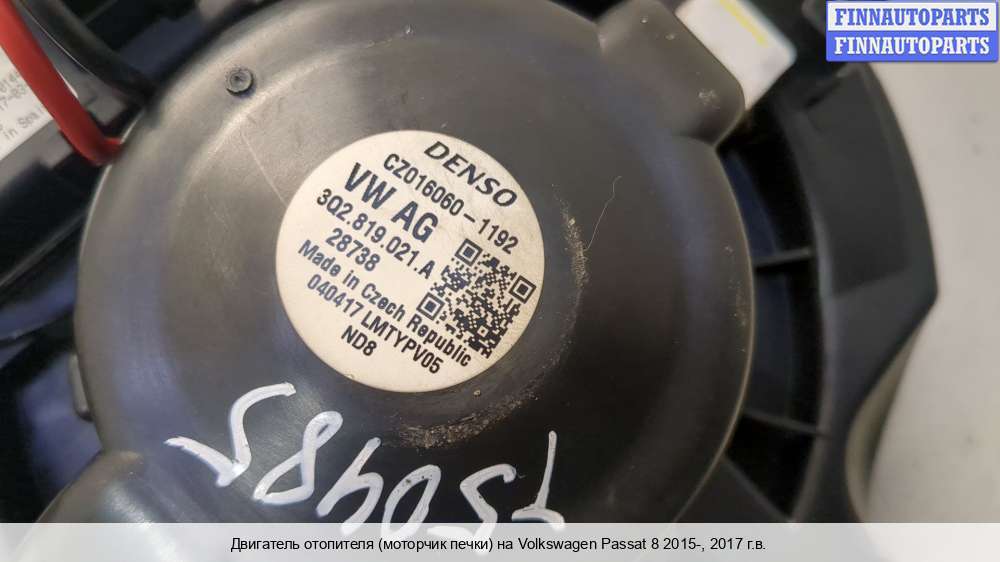 FINNAUTOPARTS
FINNAUTOPARTS
DENSO
CZ016060-1192
VW AG
3Q2.819.021.A
28738
Made in Czech Republic
040417 LMTYPV05
ND8
Двигатель отопителя (моторчик печки) на Volkswagen Passat 8 2015-, 2017 г.в.